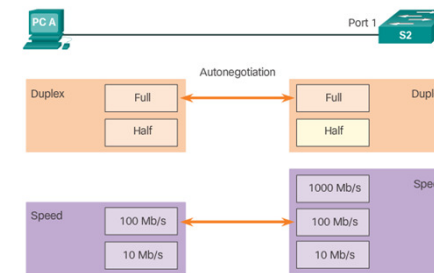 PC A
Port 1
S2
Autonegotiation
Duplex
Full
Full
Half
Half
1000 Mb/s
Speed
100 Mb/s
100 Mb/s
10 Mb/s
10 Mb/s